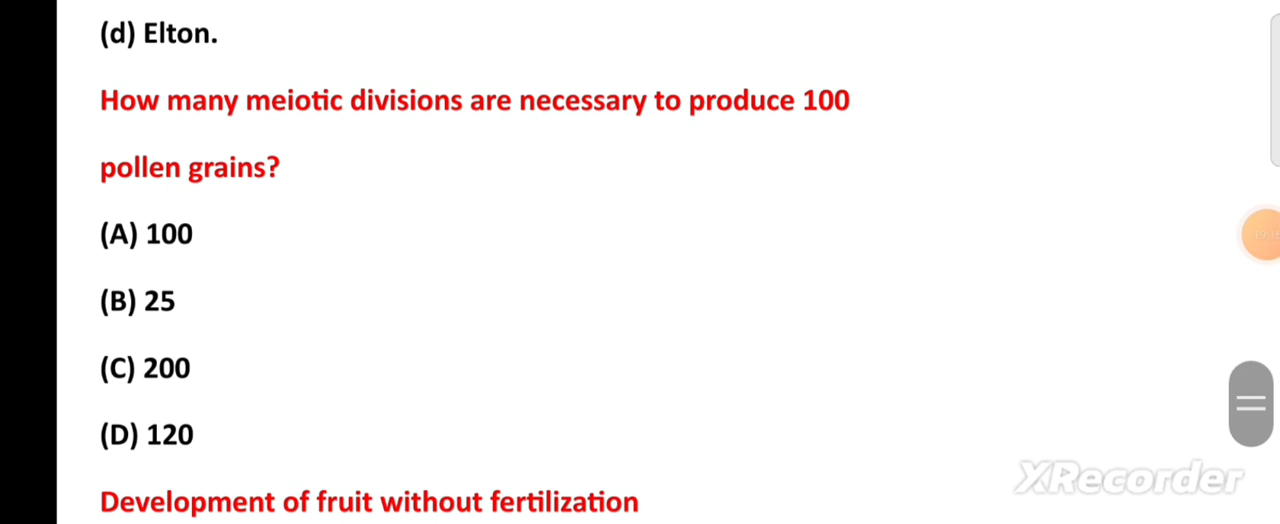 (d) Elton.
How many meiotic divisions are necessary to produce 100
pollen grains?
(A) 100
(B) 25
(C) 200
(D) 120
XRecorder
Development of fruit without fertilization